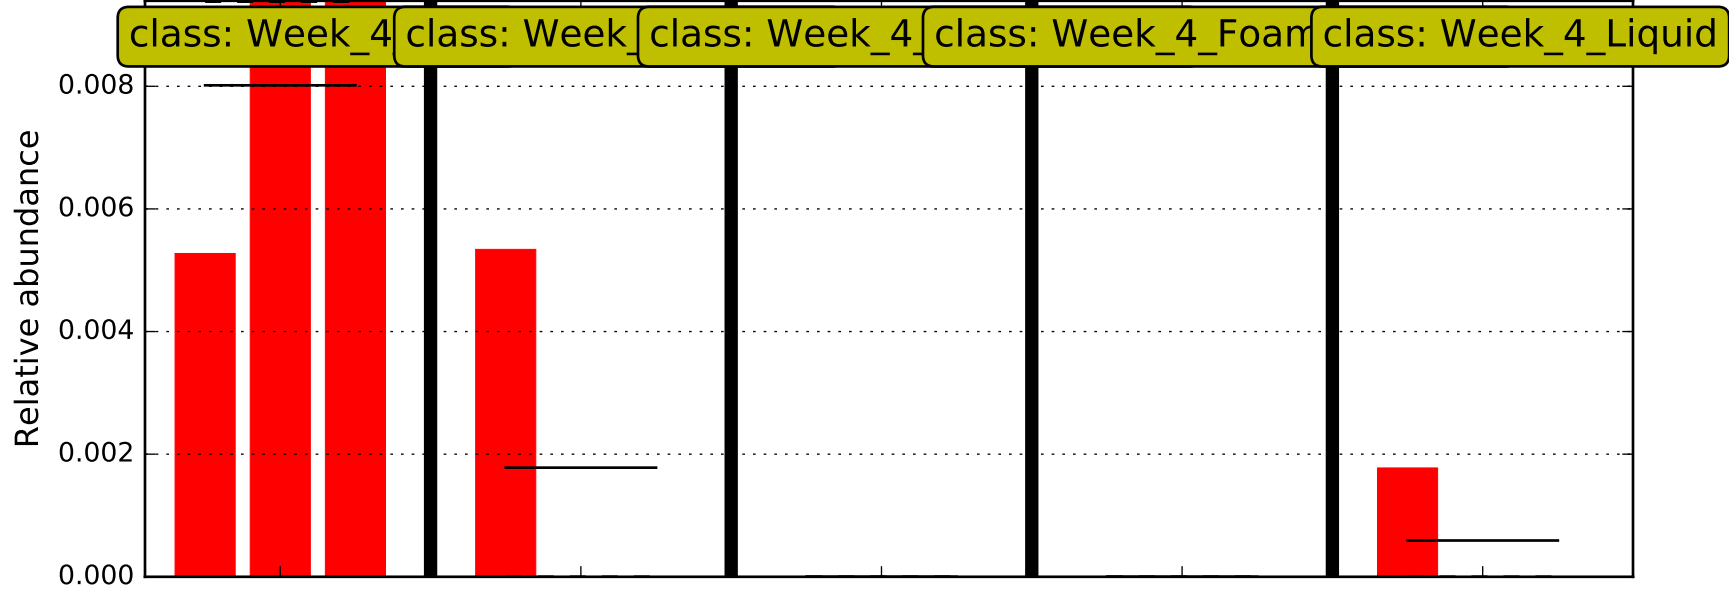 class: Week_4
class: Week_
class: Week_4_
class: Week_4_Foam
class: Week_4_Liquid
Relative abundance
0.008
0.006
0.004
0.002
0.000